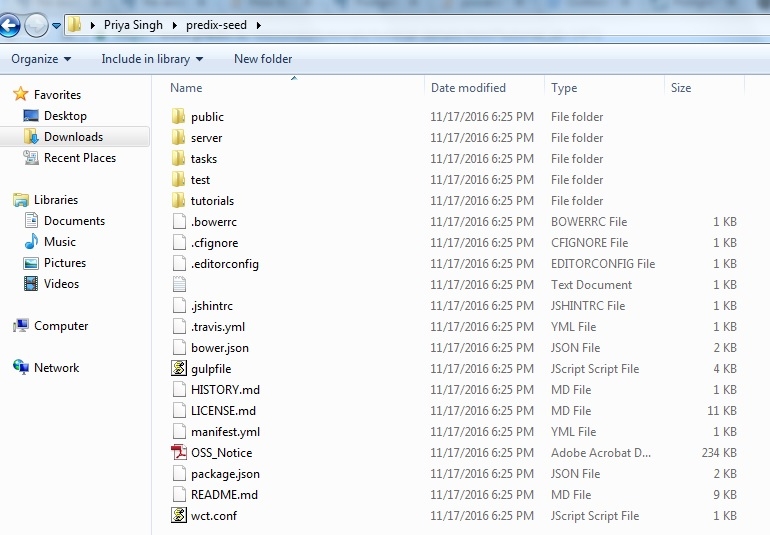 Priya Singh ▸ predix-seed ▸
Organize Include in library New folder
Name Date modified Type Size
Favorites
Desktop
Downloads
Recent Places
Libraries
Documents
Music
Pictures
Videos
Computer
Network
public 11/17/2016 6:25 PM File folder
server 11/17/2016 6:25 PM File folder
tasks 11/17/2016 6:25 PM File folder
test 11/17/2016 6:25 PM File folder
tutorials 11/17/2016 6:25 PM File folder
.bowerrc 11/17/2016 6:25 PM BOWERRC File 1 KB
.cfignore 11/17/2016 6:25 PM CFIGNORE File 1 KB
.editorconfig 11/17/2016 6:25 PM EDITORCONFIG File 1 KB
11/17/2016 6:25 PM Text Document 1 KB
.jshintrc 11/17/2016 6:25 PM JSHINTRC File 1 KB
.travis.yml 11/17/2016 6:25 PM YML File 1 KB
bower.json 11/17/2016 6:25 PM JSON File 2 KB
gulpfile 11/17/2016 6:25 PM JScript Script File 4 KB
HISTORY.md 11/17/2016 6:25 PM MD File 1 KB
LICENSE.md 11/17/2016 6:25 PM MD File 11 KB
manifest.yml 11/17/2016 6:25 PM YML File 1 KB
OSS_Notice 11/17/2016 6:25 PM Adobe Acrobat D... 234 KB
package.json 11/17/2016 6:25 PM JSON File 2 KB
README.md 11/17/2016 6:25 PM MD File 9 KB
wct.conf 11/17/2016 6:25 PM JScript Script File 1 KB